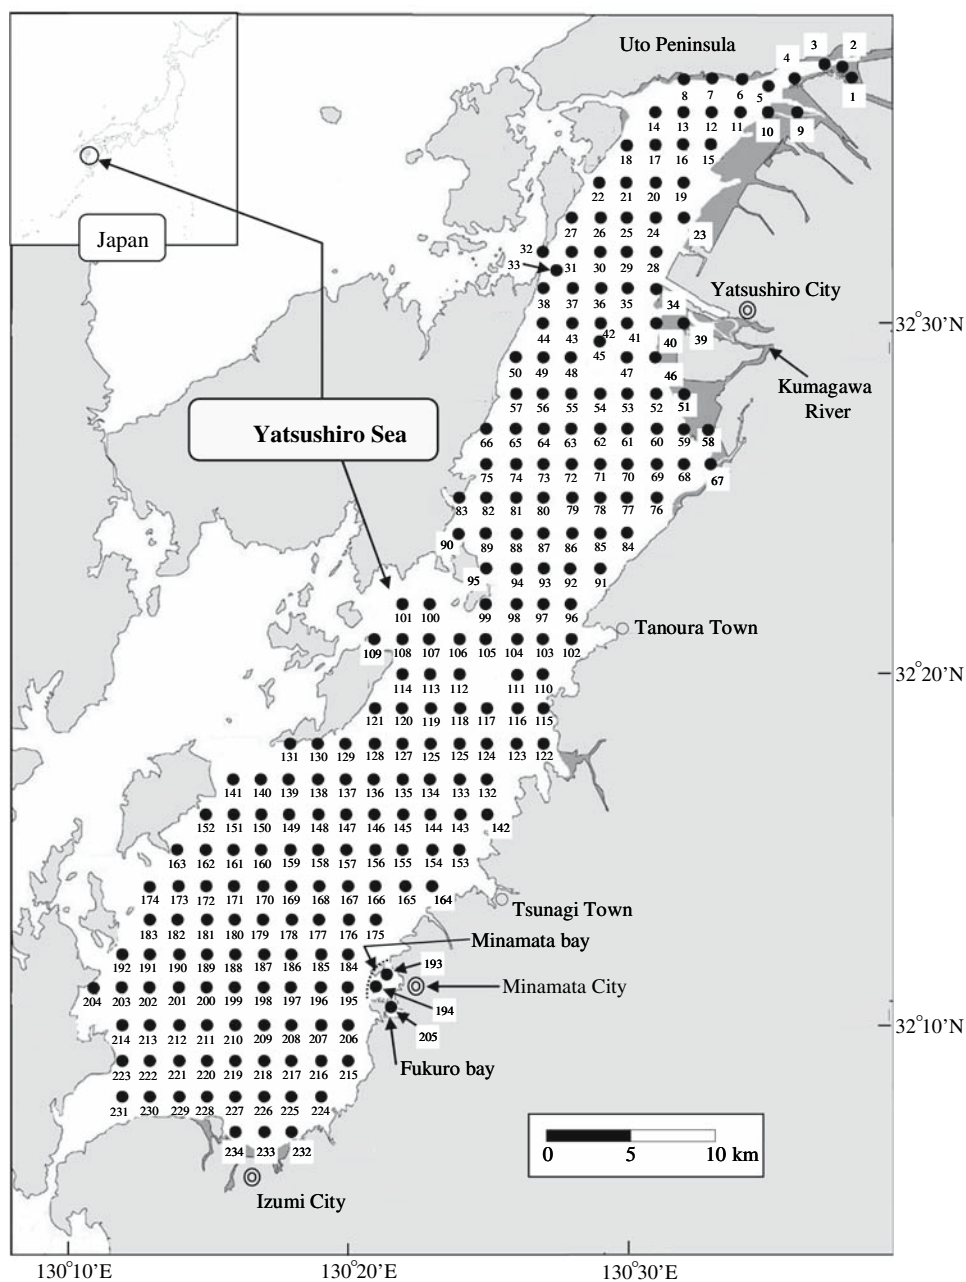 Uto Peninsula
3 2
4
8 7 6 5 1
14 13 12 11 10 9
18 17 16 15
22 21 20 19
27 26 25 24 23
32
33 31 30 29 28
Japan
Yatsushiro City
38 37 36 35 34
32°30'N
44 43 42 41 40 39
45
50 49 48 47 46
Kumagawa
River
57 56 55 54 53 52 51
Yatsushiro Sea
66 65 64 63 62 61 60 59 58
75 74 73 72 71 70 69 68 67
83 82 81 80 79 78 77 76
90 89 88 87 86 85 84
95 94 93 92 91
101 100 99 98 97 96
Tanoura Town
109 108 107 106 105 104 103 102
32°20'N
114 113 112 111 110
121 120 119 118 117 116 115
131 130 129 128 127 125 125 124 123 122
141 140 139 138 137 136 135 134 133 132
152 151 150 149 148 147 146 145 144 143 142
163 162 161 160 159 158 157 156 155 154 153
174 173 172 171 170 169 168 167 166 165 164
Tsunagi Town
183 182 181 180 179 178 177 176 175
Minamata bay
192 191 190 189 188 187 186 185 184 193
Minamata City
204 203 202 201 200 199 198 197 196 195 194
32°10'N
214 213 212 211 210 209 208 207 206 205
Fukuro bay
223 222 221 220 219 218 217 216 215
231 230 229 228 227 226 225 224
234 233 232
0 5 10 km
Izumi City
130°10'E 130°20'E 130°30'E